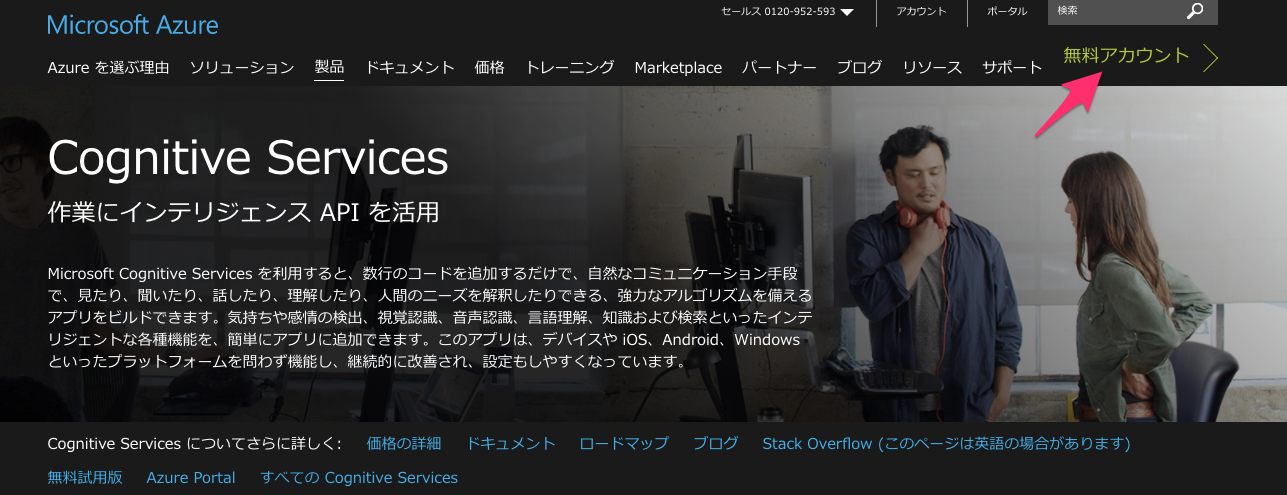 Microsoft Azure
セールス 0120-952-593
アカウント
ポータル
検索
Azure を選ぶ理由
ソリューション
製品
ドキュメント
価格
トレーニング
Marketplace
パートナー
ブログ
リソース
サポート
無料アカウント
Cognitive Services
作業にインテリジェンス API を活用
Microsoft Cognitive Services を利用すると、数行のコードを追加するだけで、自然なコミュニケーション手段
で、見たり、聞いたり、話したり、理解したり、人間のニーズを解釈したりできる、強力なアルゴリズムを備える
アプリをビルドできます。気持ちや感情の検出、視覚認識、音声認識、言語理解、知識および検索といったインテ
リジェントな各種機能を、簡単にアプリに追加できます。このアプリは、デバイスや iOS、Android、Windows
といったプラットフォームを問わず機能し、継続的に改善され、設定もしやすくなっています。
Cognitive Services についてさらに詳しく: 価格の詳細 ドキュメント ロードマップ ブログ Stack Overflow (このページは英語の場合があります)
無料試用版 Azure Portal すべての Cognitive Services